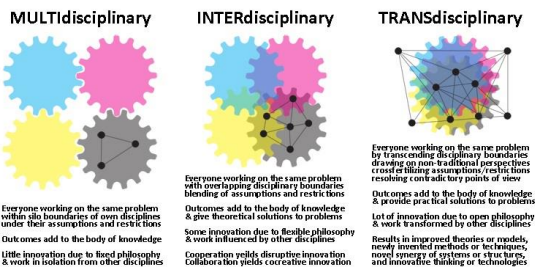 MULTIdisciplinary
Everyone working on the same problem
within silo boundaries of own disciplines
under their assumptions and restrictions
Outcomes add to the body of knowledge
Little innovation due to fixed philosophy
& work in isolation from other disciplines
INTERdisciplinary
Everyone working on the same problem
with overlapping disciplinary boundaries
blending of assumptions and restrictions
Outcomes add to the body of knowledge
& give theoretical solutions to problems
Some innovation due to flexible philosophy
& work influenced by other disciplines
Cooperation yeilds disruptive innovation
Collaboration yields cocreative innovation
TRANSdisciplinary
Everyone working on the same problem
by transcending disciplinary boundaries
drawing on non-traditional perspectives
crossfertilizing assumptions/restrictions
resolving contradictory points of view
Outcomes add to the body of knowledge
& provide practical solutions to problems
Lot of innovation due to open philosophy
& work transformed by other disciplines
Results in improved theories or models,
newly invented methods or techniques,
novel synergy of systems or structures,
and innovative thinking or technologies